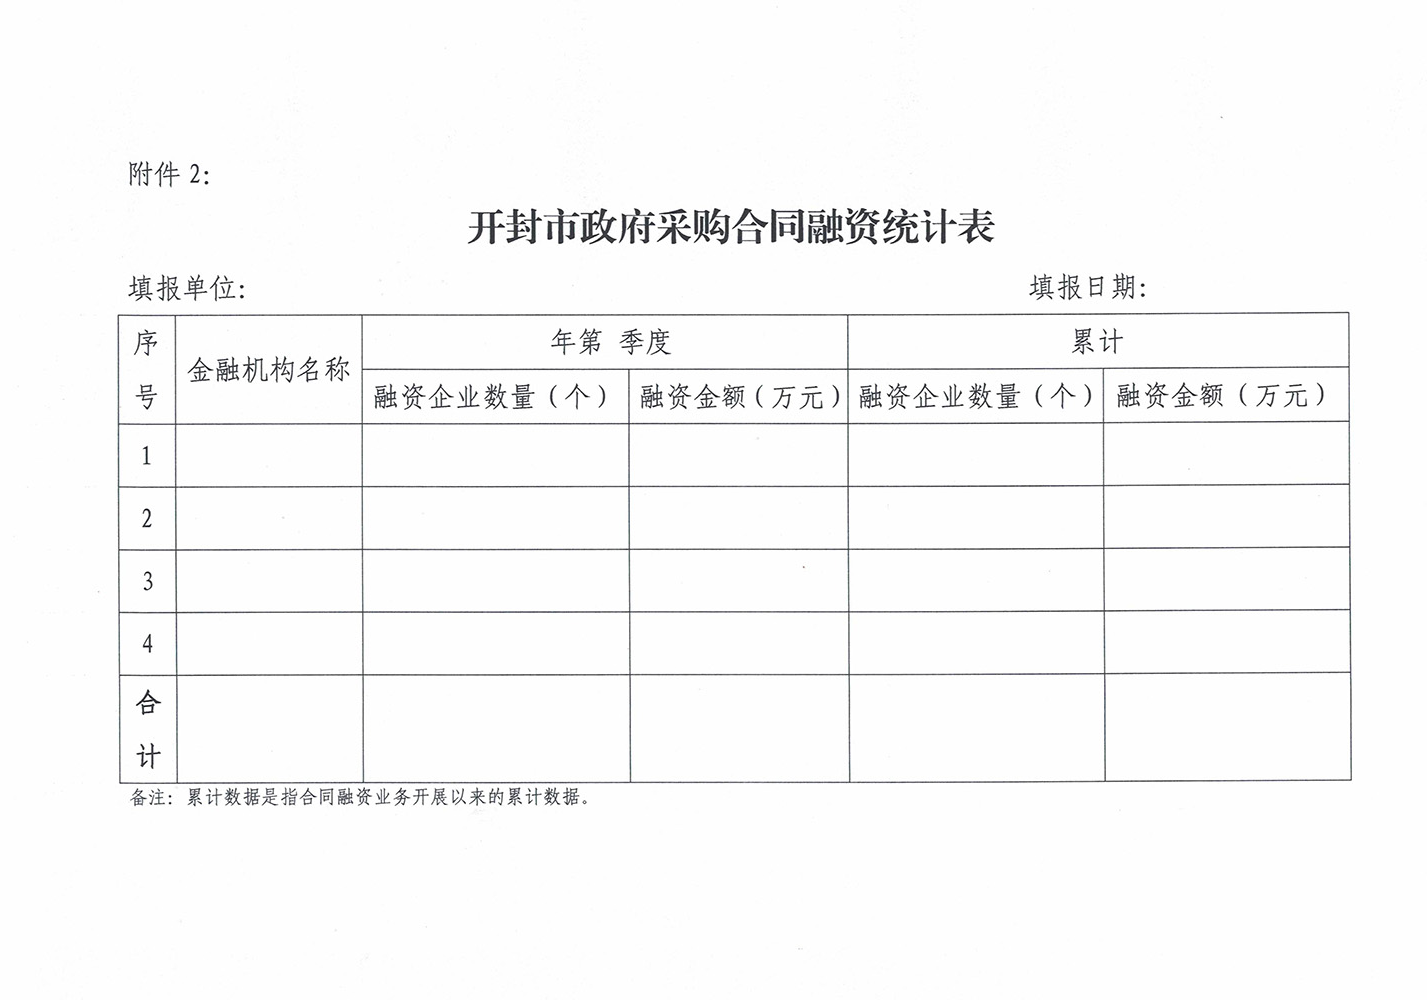 附件 2：
开封市政府采购合同融资统计表
填报单位： 填报日期：
序号 金融机构名称 年第 季度 累计
融资企业数量（个） 融资金额（万元） 融资企业数量（个） 融资金额（万元）
1
2
3
4
合计
备注：累计数据是指合同融资业务开展以来的累计数据。